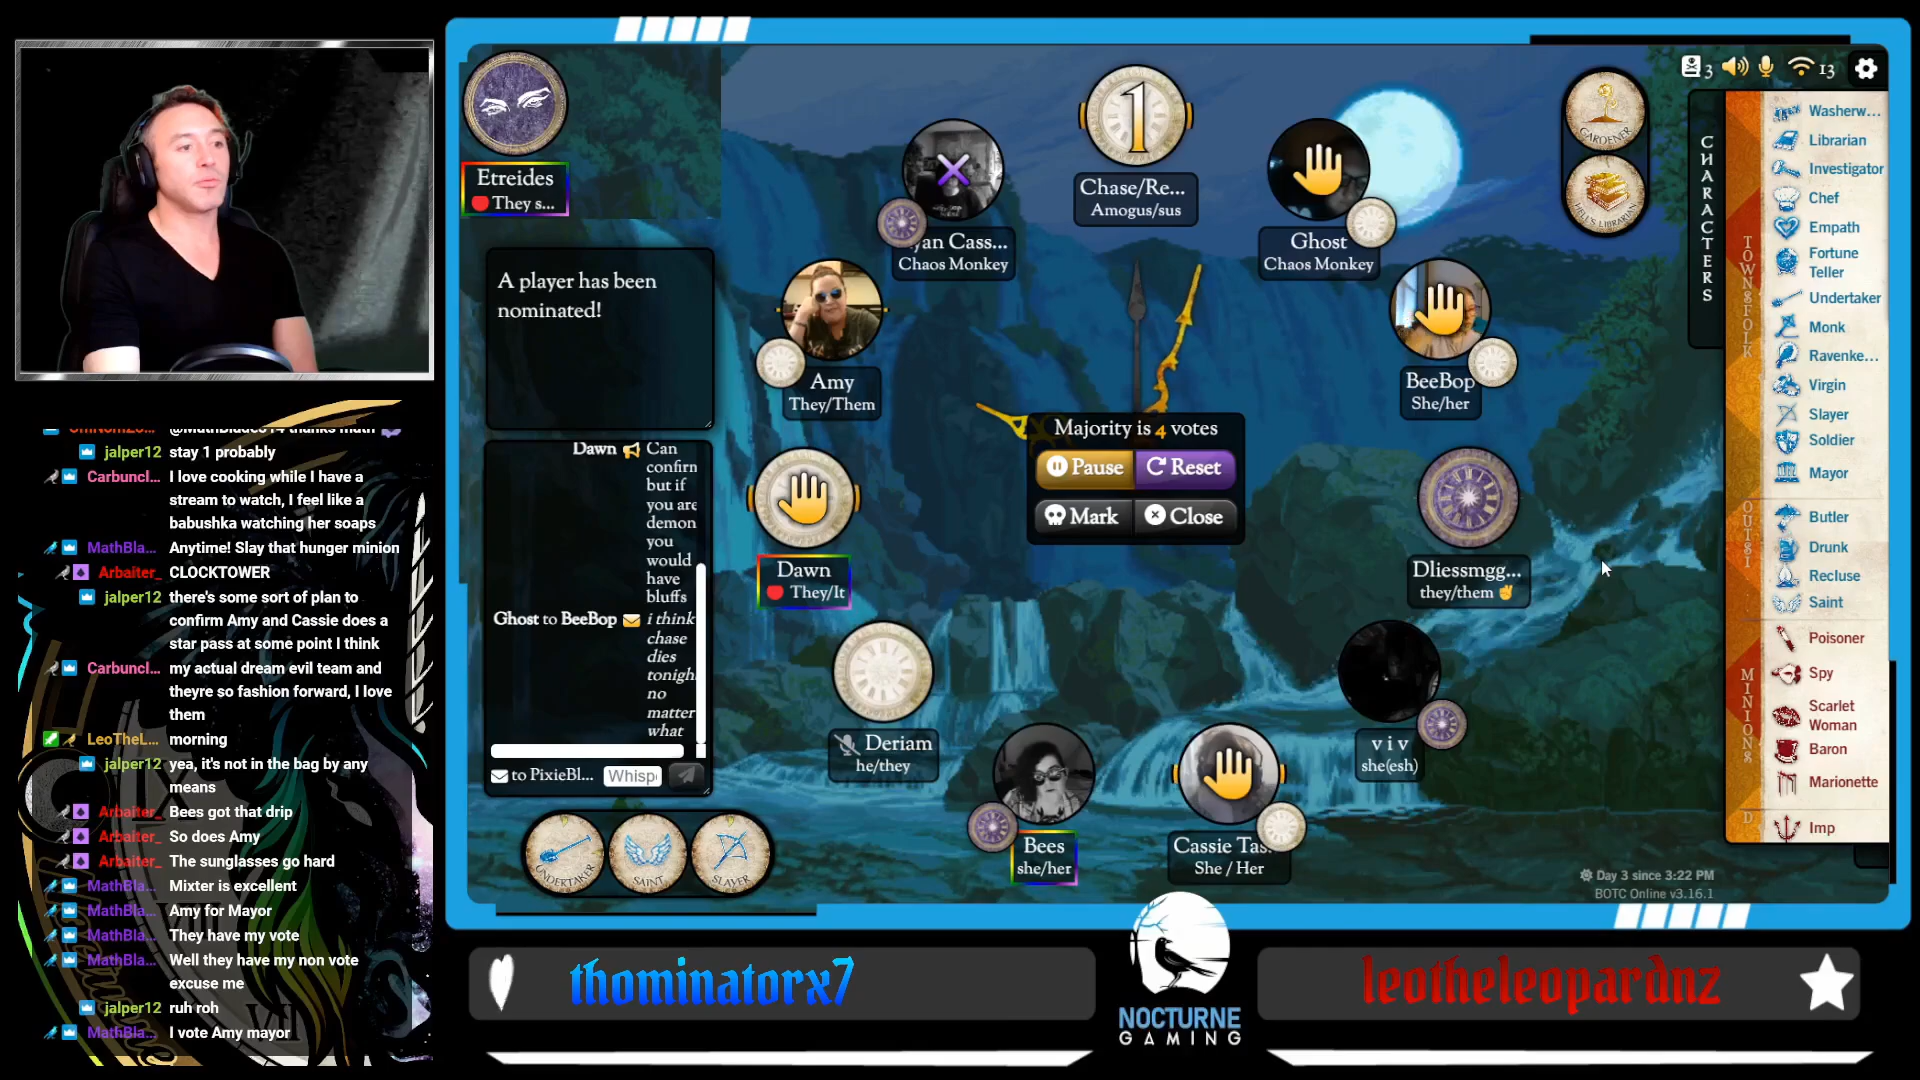 Etreides
They s...
A player has been
nominated!
Dawn
Can
confirm
but if
you are
demon
you
would
have
bluffs
Ghost to BeeBop
i think
chase
dies
tonigh
no
matter
what
to PixieBl...
Whisp
UNDERTAKER
SAINT
SLAYER
yan Cass...
Chaos Monkey
1
Chase/Re...
Amogus/sus
Ghost
Chaos Monkey
Amy
They/Them
BeeBop
She/her
Dawn
They/It
Dliessmgg...
they/them
Deriam
he/they
v i v
she(esh)
Bees
she/her
Cassie Tas.
She / Her
Majority is 4 votes
Pause
Reset
Mark
Close
GARDENER
HELL'S LIBRARIAN
3
13
CHARACTERS
TOWNSFOLK
Washerw...
Librarian
Investigator
Chef
Empath
Fortune
Teller
Undertaker
Monk
Ravenke...
Virgin
Slayer
Soldier
Mayor
OUTSI
Butler
Drunk
Recluse
Saint
MINIONS
Poisoner
Spy
Scarlet
Woman
Baron
Marionette
D
Imp
Day 3 since 3:22 PM
BOTC Online v3.16.1
jalper12 stay 1 probably
Carbuncl... I love cooking while I have a
stream to watch, I feel like a
babushka watching her soaps
MathBla... Anytime! Slay that hunger minion
Arbaiter_ CLOCKTOWER
jalper12 there's some sort of plan to
confirm Amy and Cassie does a
star pass at some point I think
Carbuncl... my actual dream evil team and
theyre so fashion forward, I love
them
LeoTheL... morning
jalper12 yea, it's not in the bag by any
means
Arbaiter_ Bees got that drip
Arbaiter_ So does Amy
Arbaiter_ The sunglasses go hard
MathBla... Mixter is excellent
MathBla... Amy for Mayor
MathBla... They have my vote
MathBla... Well they have my non vote
excuse me
jalper12 ruh roh
MathBla... I vote Amy mayor
thominatorx7
NOCTURNE
GAMING
leotheleopardnz